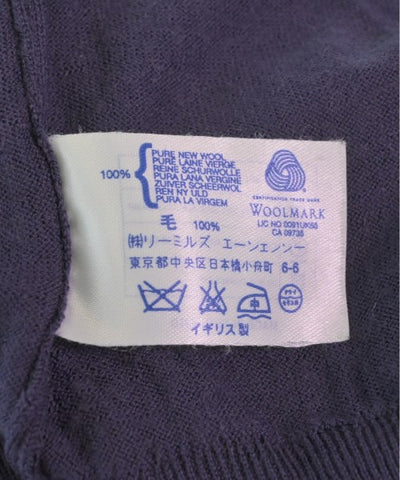 100%
PURE NEW WOOL
PURE LAINE VIERGE
REINE SCHURWOLLE
PURA LANA VERGINE
ZUIVER SCHEERWOL
REN NY ULD
PURA LA VIRGEM
CERTIFICATION TRADE MARK
WOOLMARK
LIC NO 0091UK65
CA 09735
毛 100%
㈱リーミルズ エーヂェンシー
東京都中央区日本橋小舟町 6-6
イギリス製